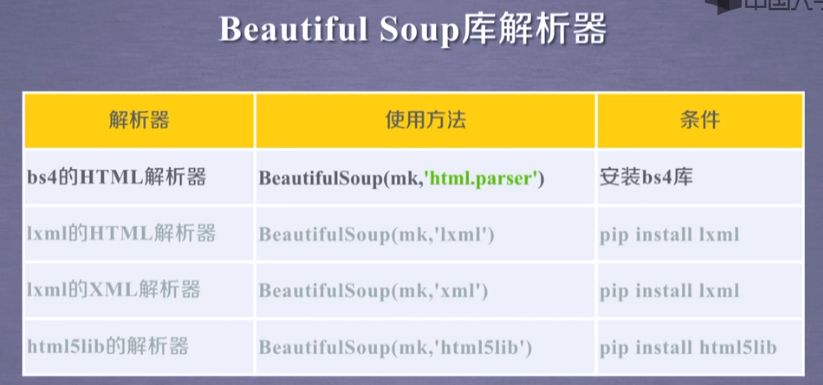 中国大学
Beautiful Soup库解析器
解析器 使用方法 条件
bs4的HTML解析器 BeautifulSoup(mk,'html.parser') 安装bs4库
lxml的HTML解析器 BeautifulSoup(mk,'lxml') pip install lxml
lxml的XML解析器 BeautifulSoup(mk,'xml') pip install lxml
html5lib的解析器 BeautifulSoup(mk,'html5lib') pip install html5lib